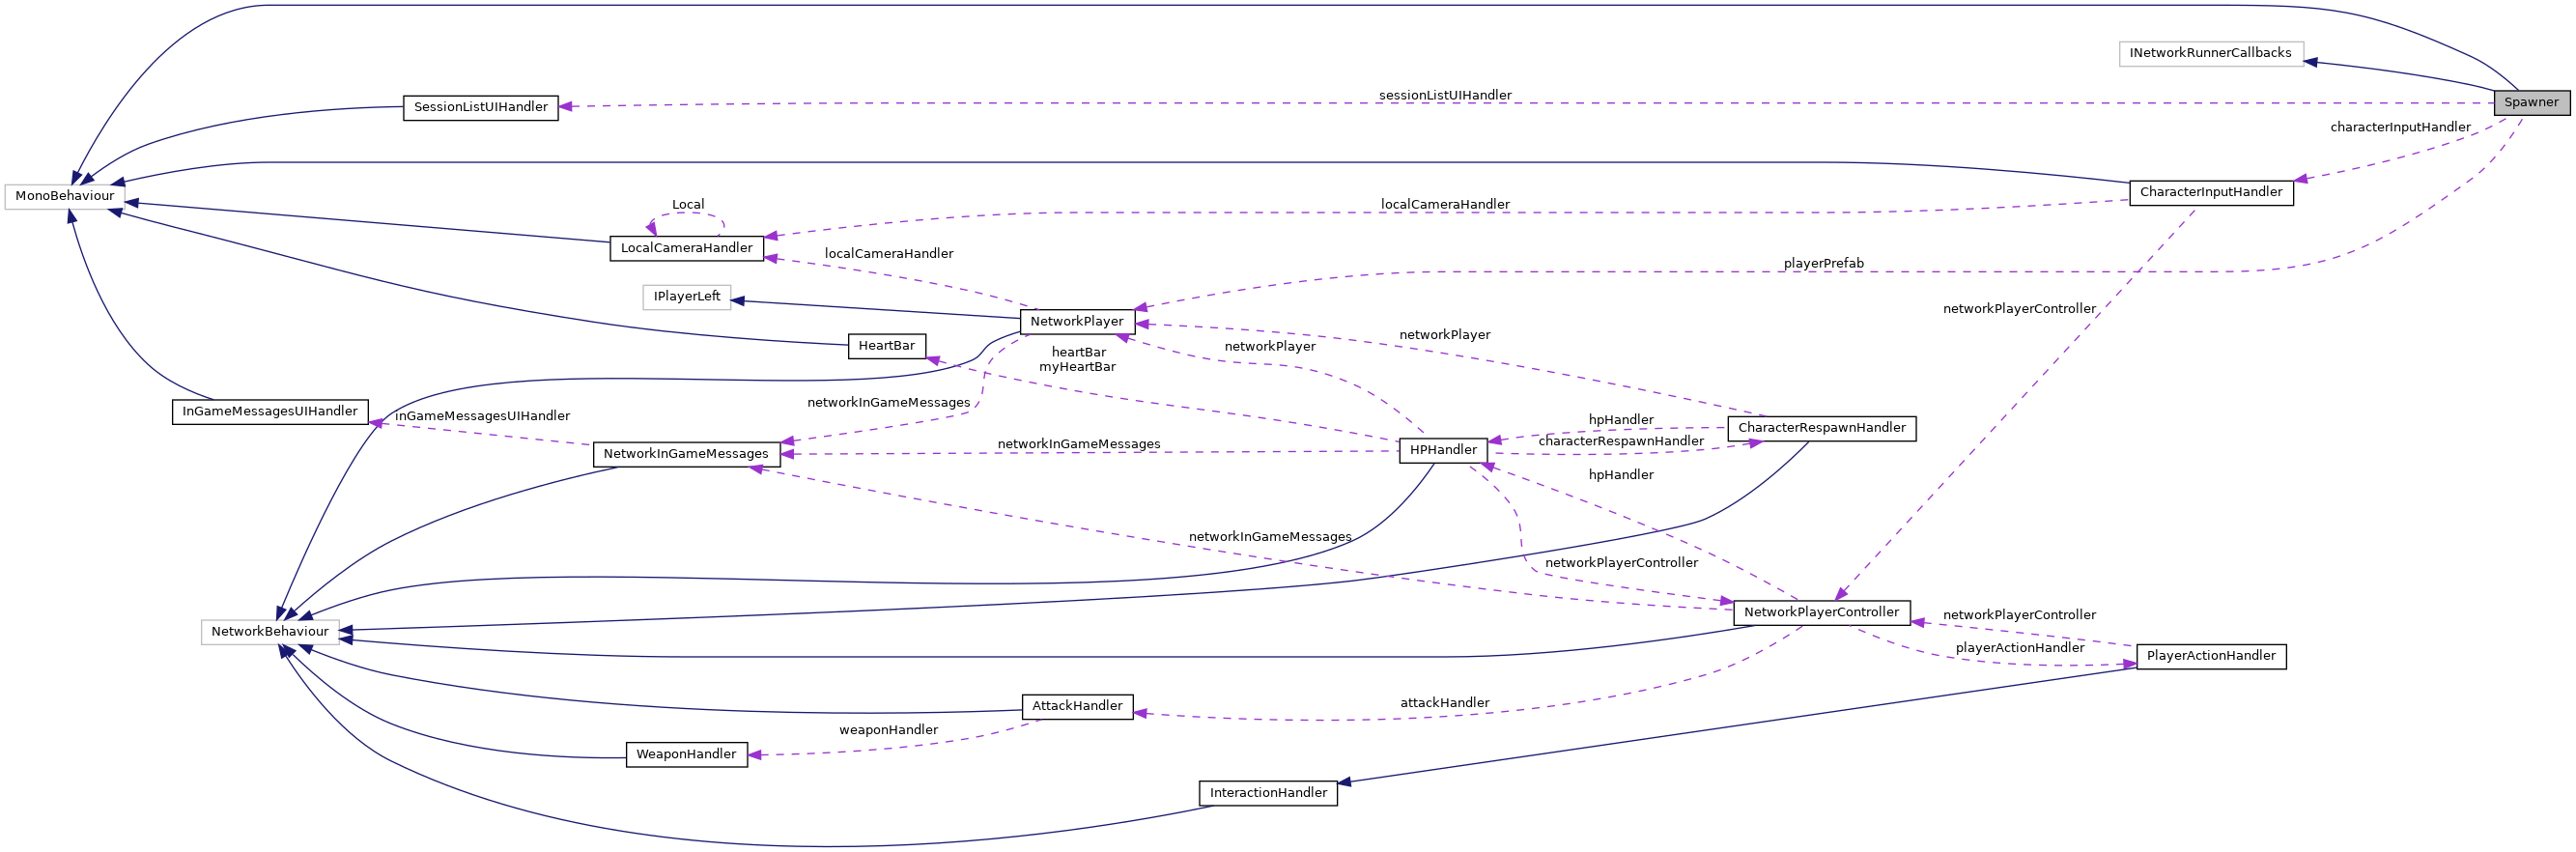 INetworkRunnerCallbacks
sessionListUIHandler
Spawner
SessionListUIHandler
characterInputHandler
MonoBehaviour
CharacterInputHandler
Local
localCameraHandler
LocalCameraHandler
localCameraHandler
playerPrefab
IPlayerLeft
networkPlayerController
NetworkPlayer
networkPlayer
HeartBar
networkPlayer
heartBar
myHeartBar
networkInGameMessages
InGameMessagesUIHandler
inGameMessagesUIHandler
hpHandler
CharacterRespawnHandler
characterRespawnHandler
networkInGameMessages
HPHandler
NetworkInGameMessages
hpHandler
networkInGameMessages
networkPlayerController
NetworkPlayerController
networkPlayerController
NetworkBehaviour
playerActionHandler
PlayerActionHandler
attackHandler
AttackHandler
weaponHandler
WeaponHandler
InteractionHandler